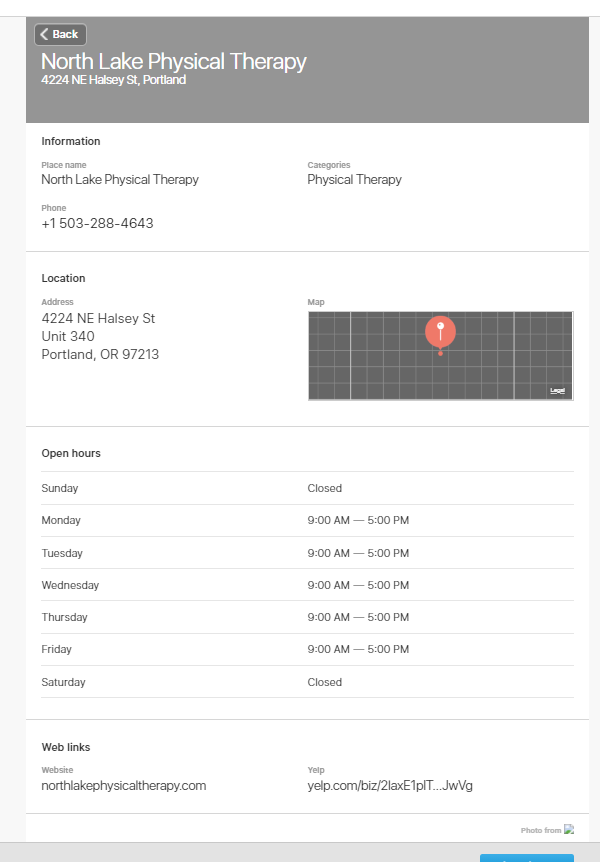 Back
North Lake Physical Therapy
4224 NE Halsey St, Portland
Information
Place name
North Lake Physical Therapy
Categories
Physical Therapy
Phone
+1 503-288-4643
Location
Address
4224 NE Halsey St
Unit 340
Portland, OR 97213
Map
Legal
Open hours
Sunday Closed
Monday 9:00 AM — 5:00 PM
Tuesday 9:00 AM — 5:00 PM
Wednesday 9:00 AM — 5:00 PM
Thursday 9:00 AM — 5:00 PM
Friday 9:00 AM — 5:00 PM
Saturday Closed
Web links
Website
northlakephysicaltherapy.com
Yelp
yelp.com/biz/2IaxE1pIT...JwVg
Photo from